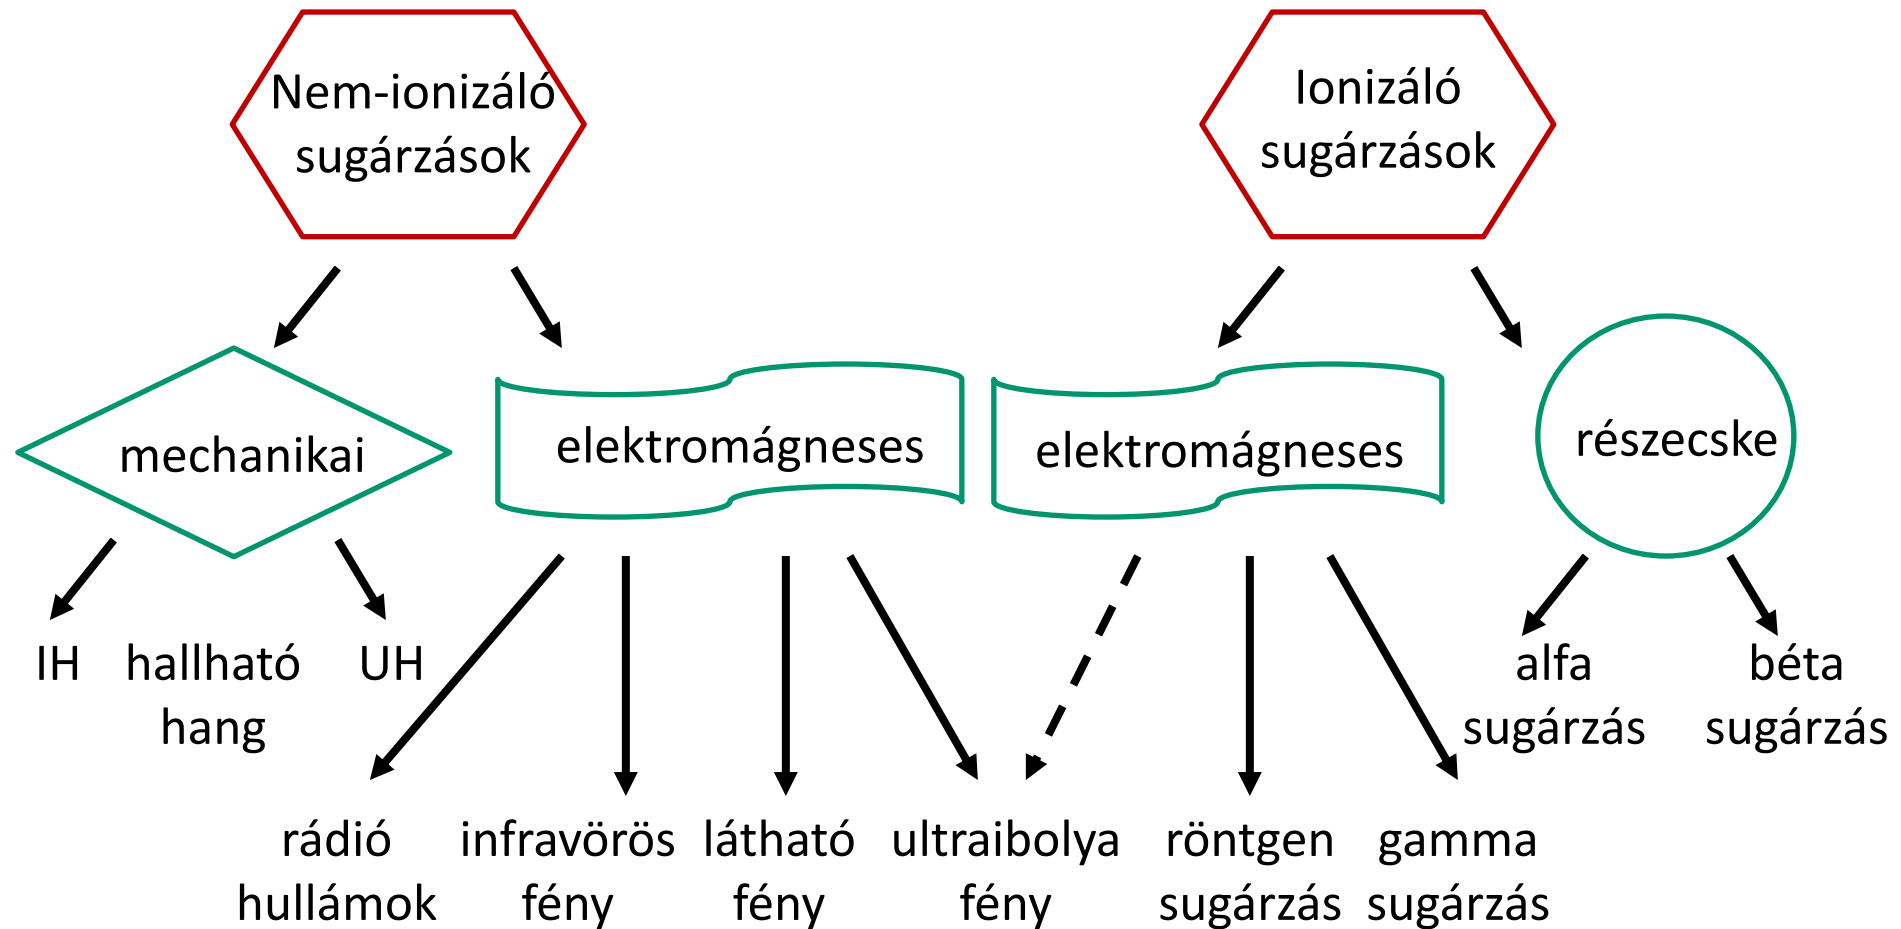 Nem-ionizáló
sugárzások
Ionizáló
sugárzások
mechanikai
elektromágneses
elektromágneses
részecske
IH
hallható
hang
UH
alfa
sugárzás
béta
sugárzás
rádió
hullámok
infravörös
fény
látható
fény
ultraibolya
fény
röntgen
sugárzás
gamma
sugárzás